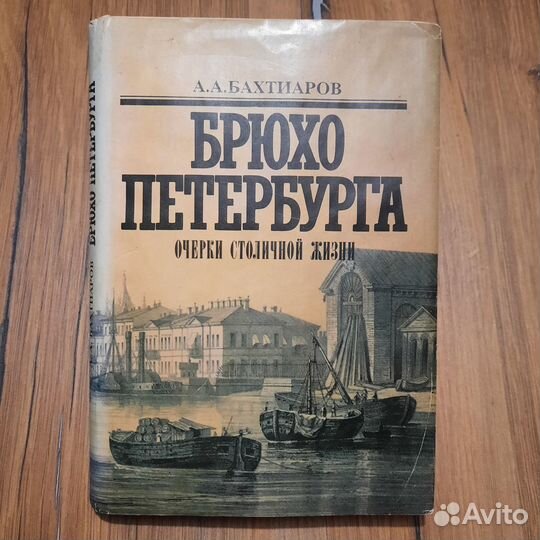 А.А.БАХТИАРОВ
БРЮХО
ПЕТЕРБУРГА
ОЧЕРКИ СТОЛИЧНОЙ ЖИЗНИ
БРЮХО ПЕТЕРБУРГА
Avito